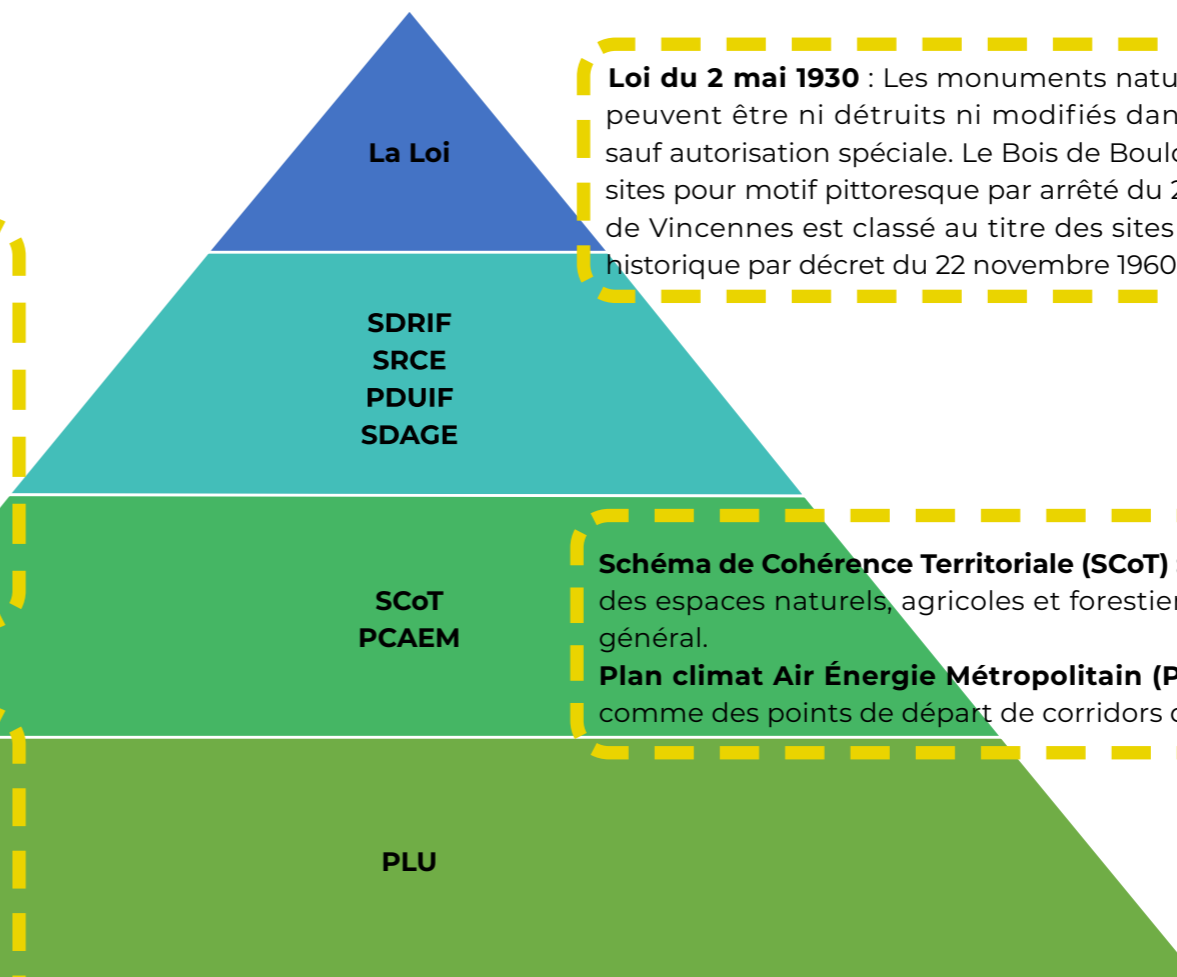 La Loi
Loi du 2 mai 1930 : Les monuments natu
peuvent être ni détruits ni modifiés dan
sauf autorisation spéciale. Le Bois de Boulo
sites pour motif pittoresque par arrêté du 2
de Vincennes est classé au titre des sites
historique par décret du 22 novembre 1960
SDRIF
SRCE
PDUIF
SDAGE
SCoT
PCAEM
Schéma de Cohérence Territoriale (SCoT) :
des espaces naturels, agricoles et forestier
général.
Plan climat Air Énergie Métropolitain (P
comme des points de départ de corridors
PLU